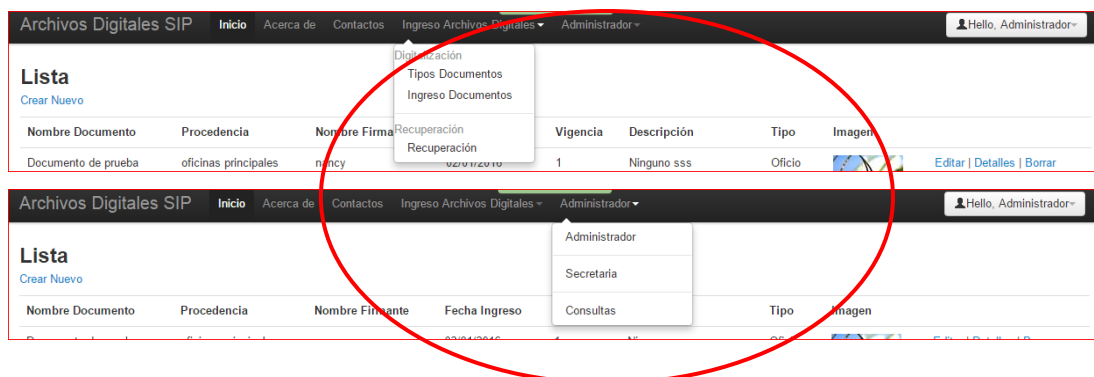 Archivos Digitales SIP Inicio Acerca de Contactos Ingreso Archivos Digitales Administrador Hello, Administrador
Digitalización
Lista
Tipos Documentos
Crear Nuevo
Ingreso Documentos
Nombre Documento Procedencia Nombre Firma Recuperación Vigencia Descripción Tipo Imagen
Recuperación
Documento de prueba oficinas principales nancy 02/01/2016 1 Ninguno sss Oficio Editar | Detalles | Borrar
Archivos Digitales SIP Inicio Acerca de Contactos Ingreso Archivos Digitales Administrador Hello, Administrador
Administrador
Lista
Secretaria
Crear Nuevo
Nombre Documento Procedencia Nombre Firmante Fecha Ingreso Consultas Tipo Imagen